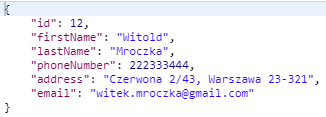 {
"id": 12,
"firstName": "Witold",
"lastName": "Mroczka",
"phoneNumber": 222333444,
"address": "Czerwona 2/43, Warszawa 23-321",
"email": "witek.mroczka@gmail.com"
}